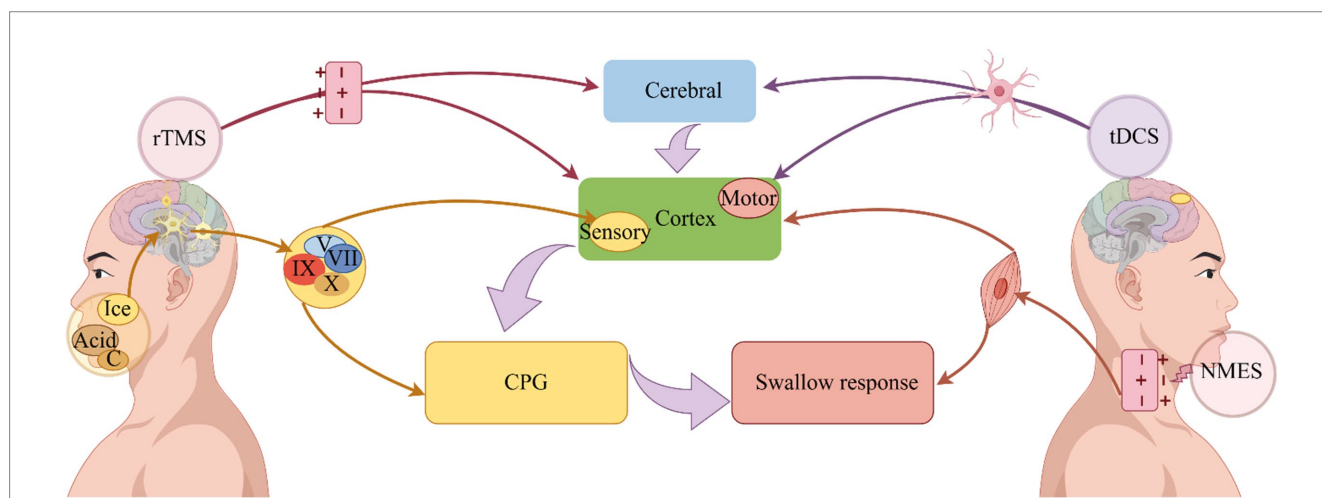 Cerebral
rTMS
tDCS
Motor
Cortex
Sensory
V
VII
IX
X
Ice
Acid
C
CPG
Swallow response
NMES
+ −
+ +
+ −
− +
+ −
− +